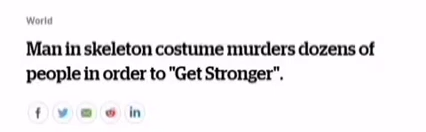 World
Man in skeleton costume murders dozens of
people in order to "Get Stronger".
f
in